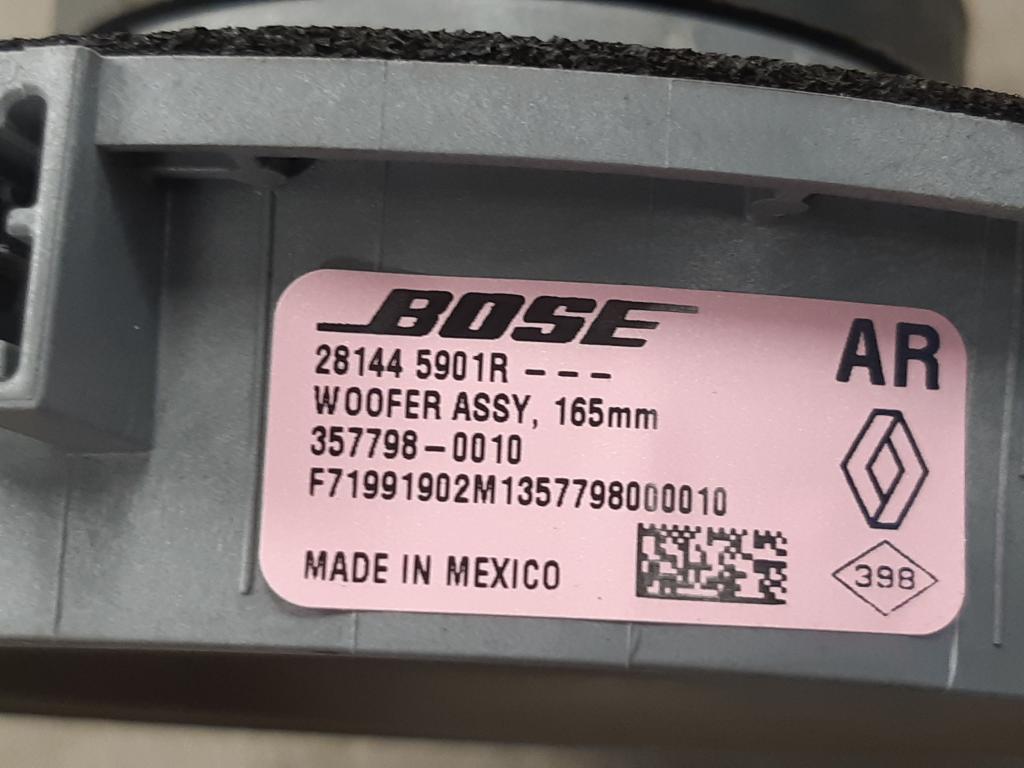 BOSE
AR
28144 5901R - - -
WOOFER ASSY, 165mm
357798-0010
F71991902M1357798000010
MADE IN MEXICO
398